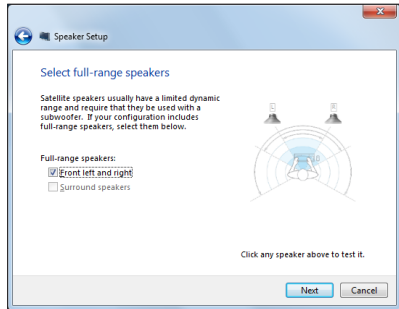 Speaker Setup
Select full-range speakers
Satellite speakers usually have a limited dynamic
range and require that they be used with a
subwoofer. If your configuration includes
full-range speakers, select them below.
L R
Full-range speakers:
Front left and right
Surround speakers
Click any speaker above to test it.
Next Cancel